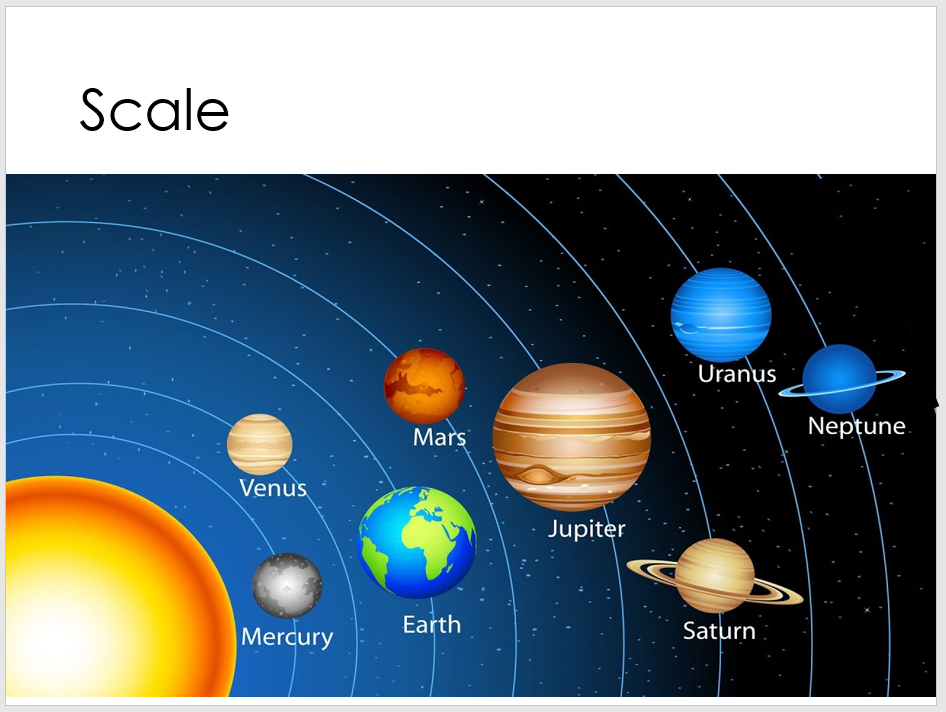 Scale
Uranus
Neptune
Mars
Venus
Jupiter
Earth
Saturn
Mercury